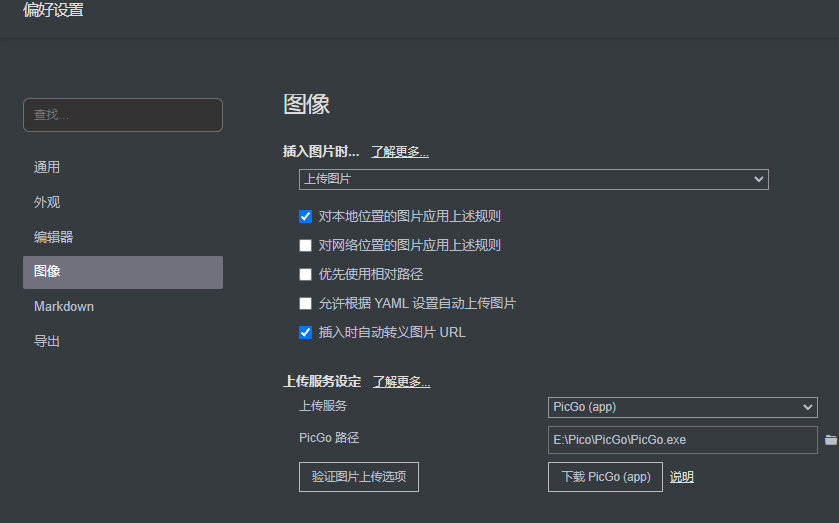 偏好设置
查找...
通用
外观
编辑器
图像
Markdown
导出
图像
插入图片时... 了解更多...
上传图片
对本地位置的图片应用上述规则
对网络位置的图片应用上述规则
优先使用相对路径
允许根据 YAML 设置自动上传图片
插入时自动转义图片 URL
上传服务设定 了解更多...
上传服务 PicGo (app)
PicGo 路径 E:\Pico\PicGo\PicGo.exe
验证图片上传选项 下载 PicGo (app) 说明